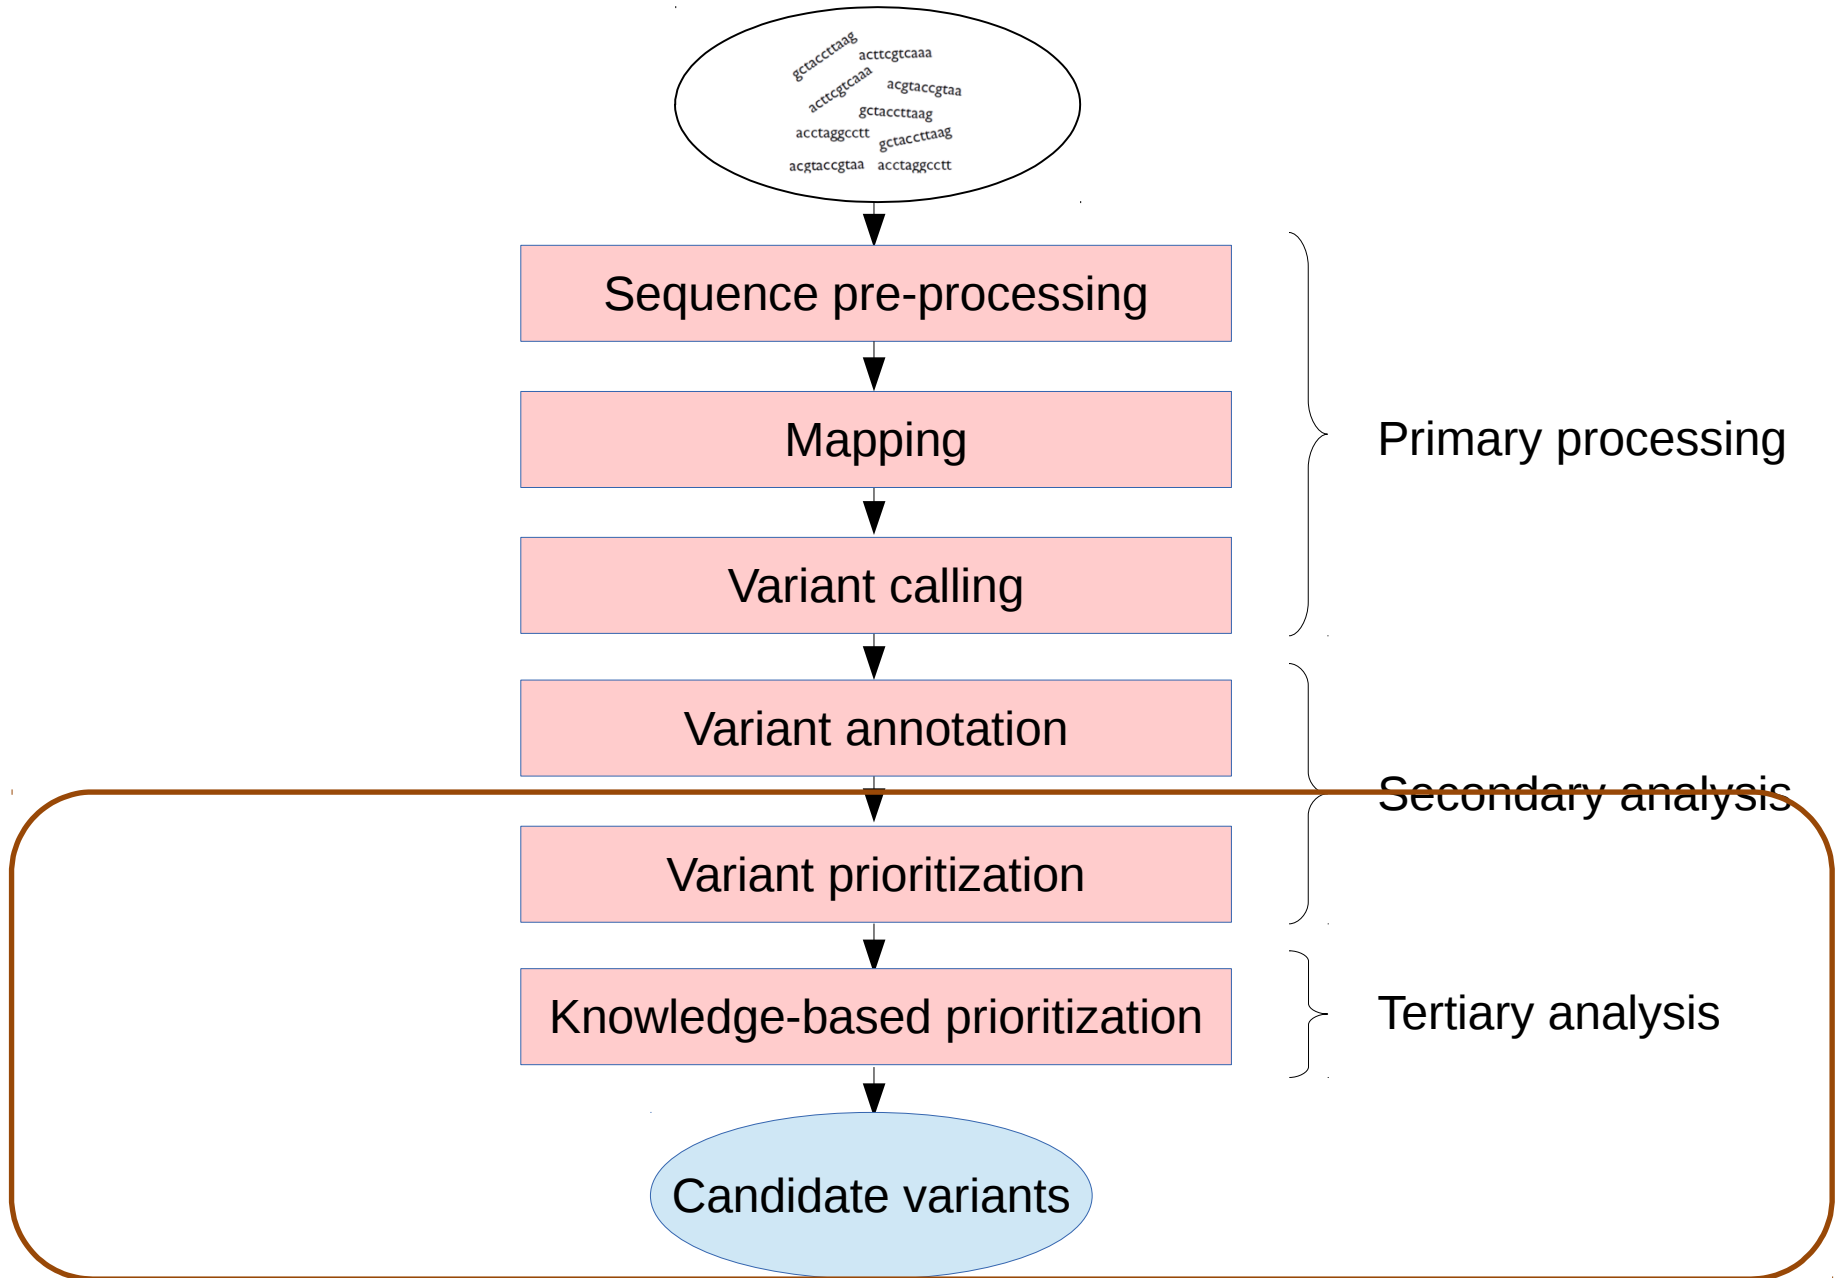 gctaccttaag
acttcgtcaaa
acttcgtcaaa
acgtaccgtaa
gctaccttaag
acctaggcctt
gctaccttaag
acgtaccgtaa
acctaggcctt
Sequence pre-processing
Mapping
Primary processing
Variant calling
Variant annotation
Secondary analysis
Variant prioritization
Knowledge-based prioritization
Tertiary analysis
Candidate variants